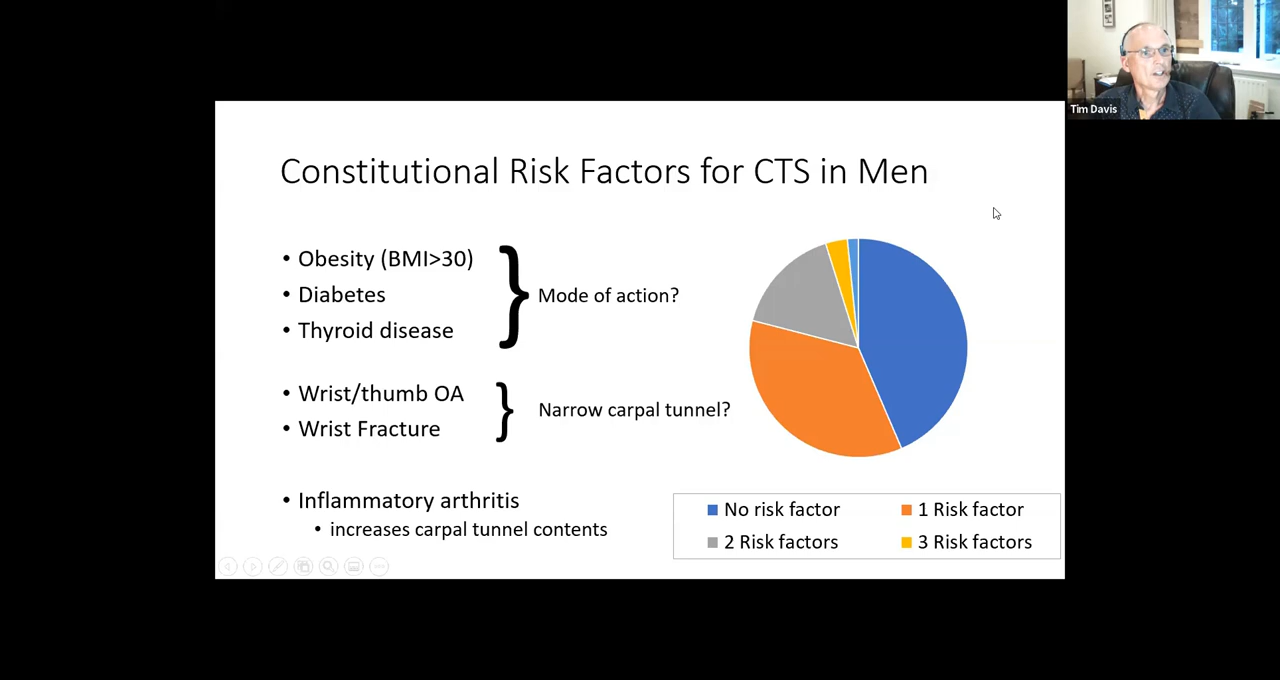 Tim Davis
Constitutional Risk Factors for CTS in Men
• Obesity (BMI>30)
• Diabetes
• Thyroid disease
Mode of action?
• Wrist/thumb OA
• Wrist Fracture
Narrow carpal tunnel?
• Inflammatory arthritis
• increases carpal tunnel contents
No risk factor
1 Risk factor
2 Risk factors
3 Risk factors